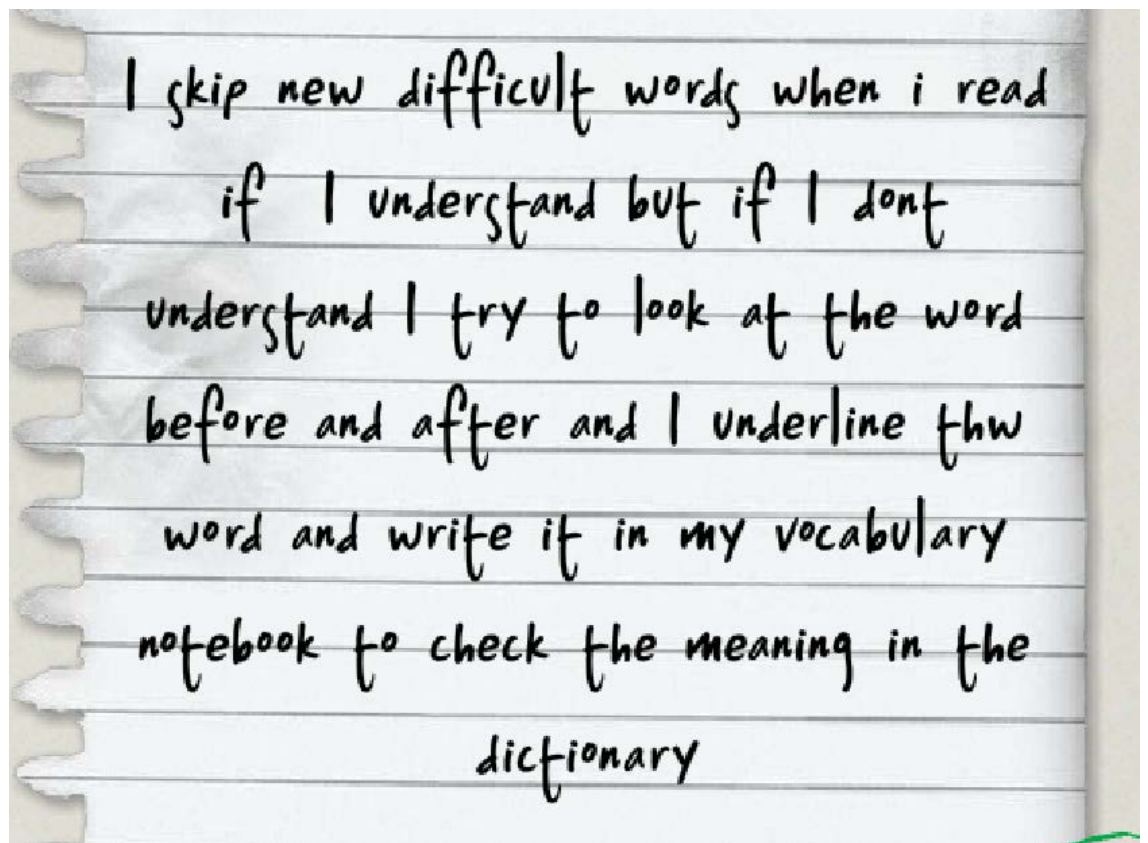 I skip new difficult words when i read
if I understand but if I dont
understand I try to look at the word
before and after and I underline thw
word and write it in my vocabulary
notebook to check the meaning in the
dictionary